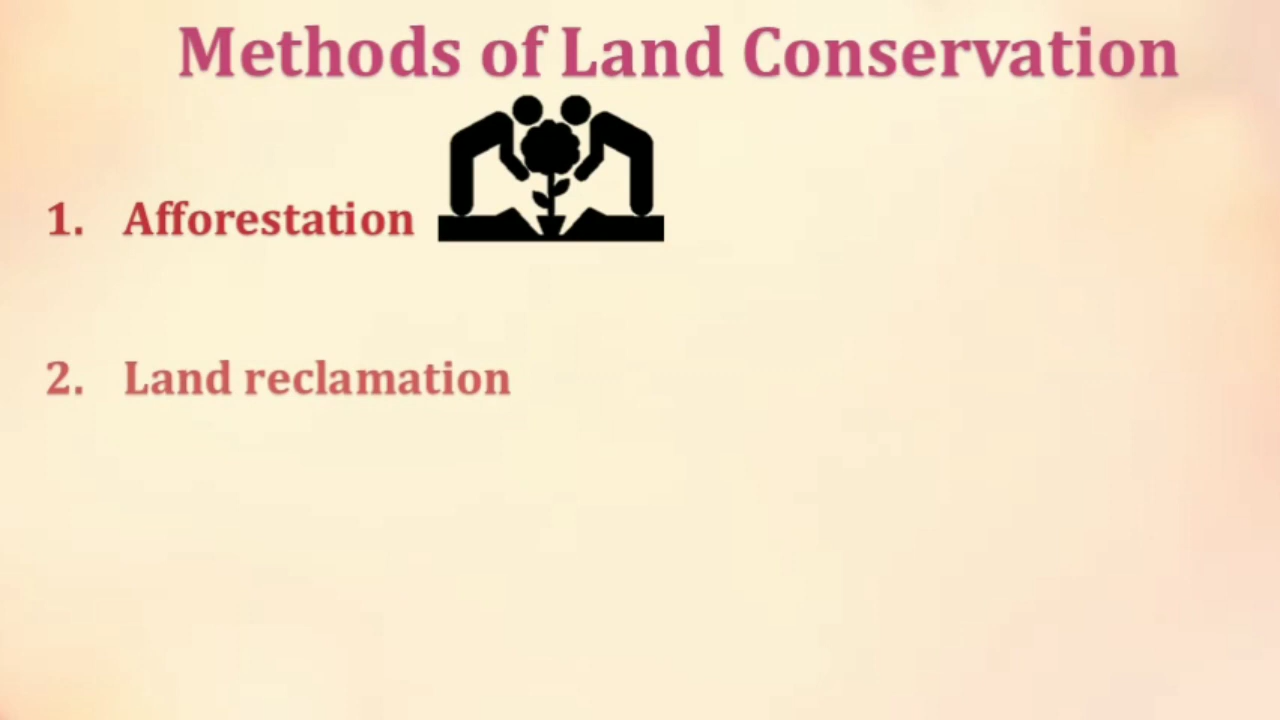 Methods of Land Conservation
1. Afforestation
2. Land reclamation